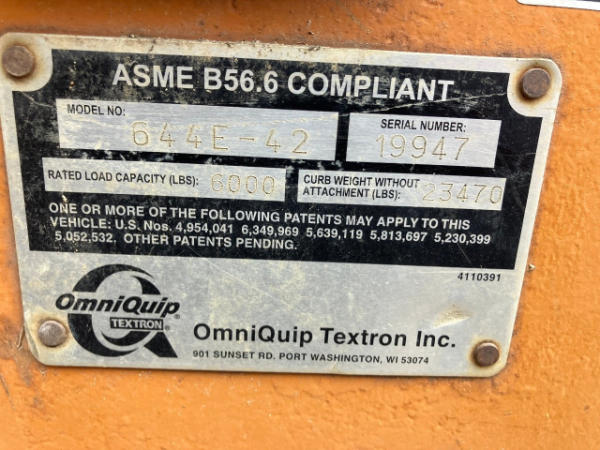 ASME B56.6 COMPLIANT
MODEL NO: 644E-42
SERIAL NUMBER: 19947
RATED LOAD CAPACITY (LBS): 6000
CURB WEIGHT WITHOUT
ATTACHMENT (LBS): 23470
ONE OR MORE OF THE FOLLOWING PATENTS MAY APPLY TO THIS
VEHICLE: U.S. Nos. 4,954,041 6,349,969 5,639,119 5,813,697 5,230,399
5,052,532. OTHER PATENTS PENDING.
4110391
OmniQuip
TEXTRON
OmniQuip Textron Inc.
901 SUNSET RD. PORT WASHINGTON, WI 53074